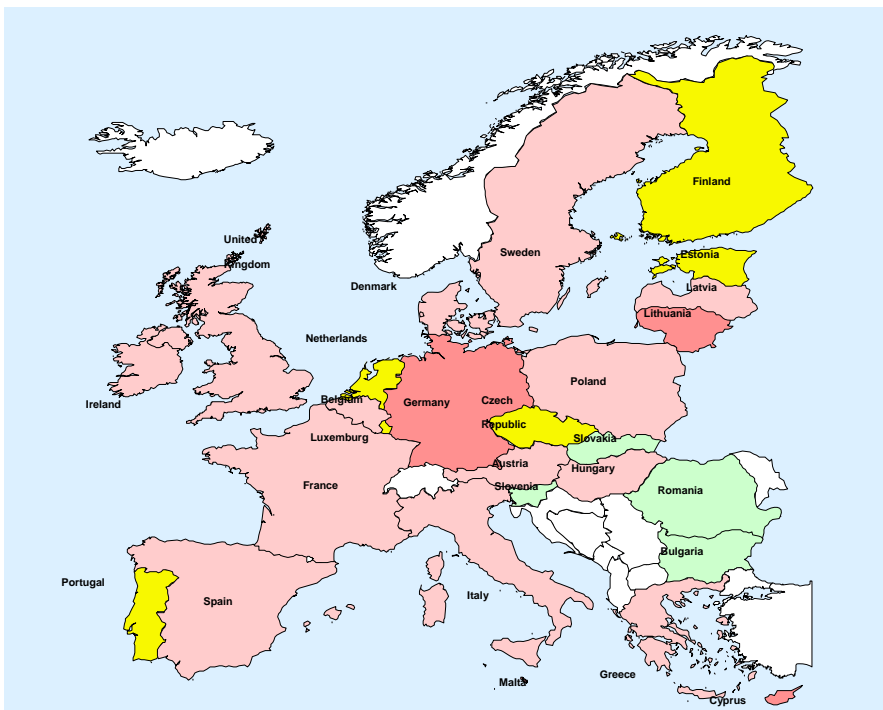 Finland
United
Kingdom
Sweden
Estonia
Denmark
Latvia
Lithuania
Netherlands
Poland
Belgium
Germany
Czech
Republic
Ireland
Luxemburg
Slovakia
Austria
Hungary
France
Slovenia
Romania
Bulgaria
Portugal
Spain
Italy
Malta
Greece
Cyprus